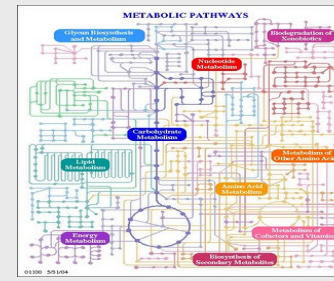 METABOLIC PATHWAYS
Glycan Biosynthesis
and Metabolism
Biodegradation of
Xenobiotics
Nucleotide
Metabolism
Carbohydrate
Metabolism
Metabolism of
Other Amino Acid
Lipid
Metabolism
Amino Acid
Metabolism
Metabolism of
Cofactors and Vitamins
Energy
Metabolism
Biosynthesis of
Secondary Metabolites
01100 5/31/04